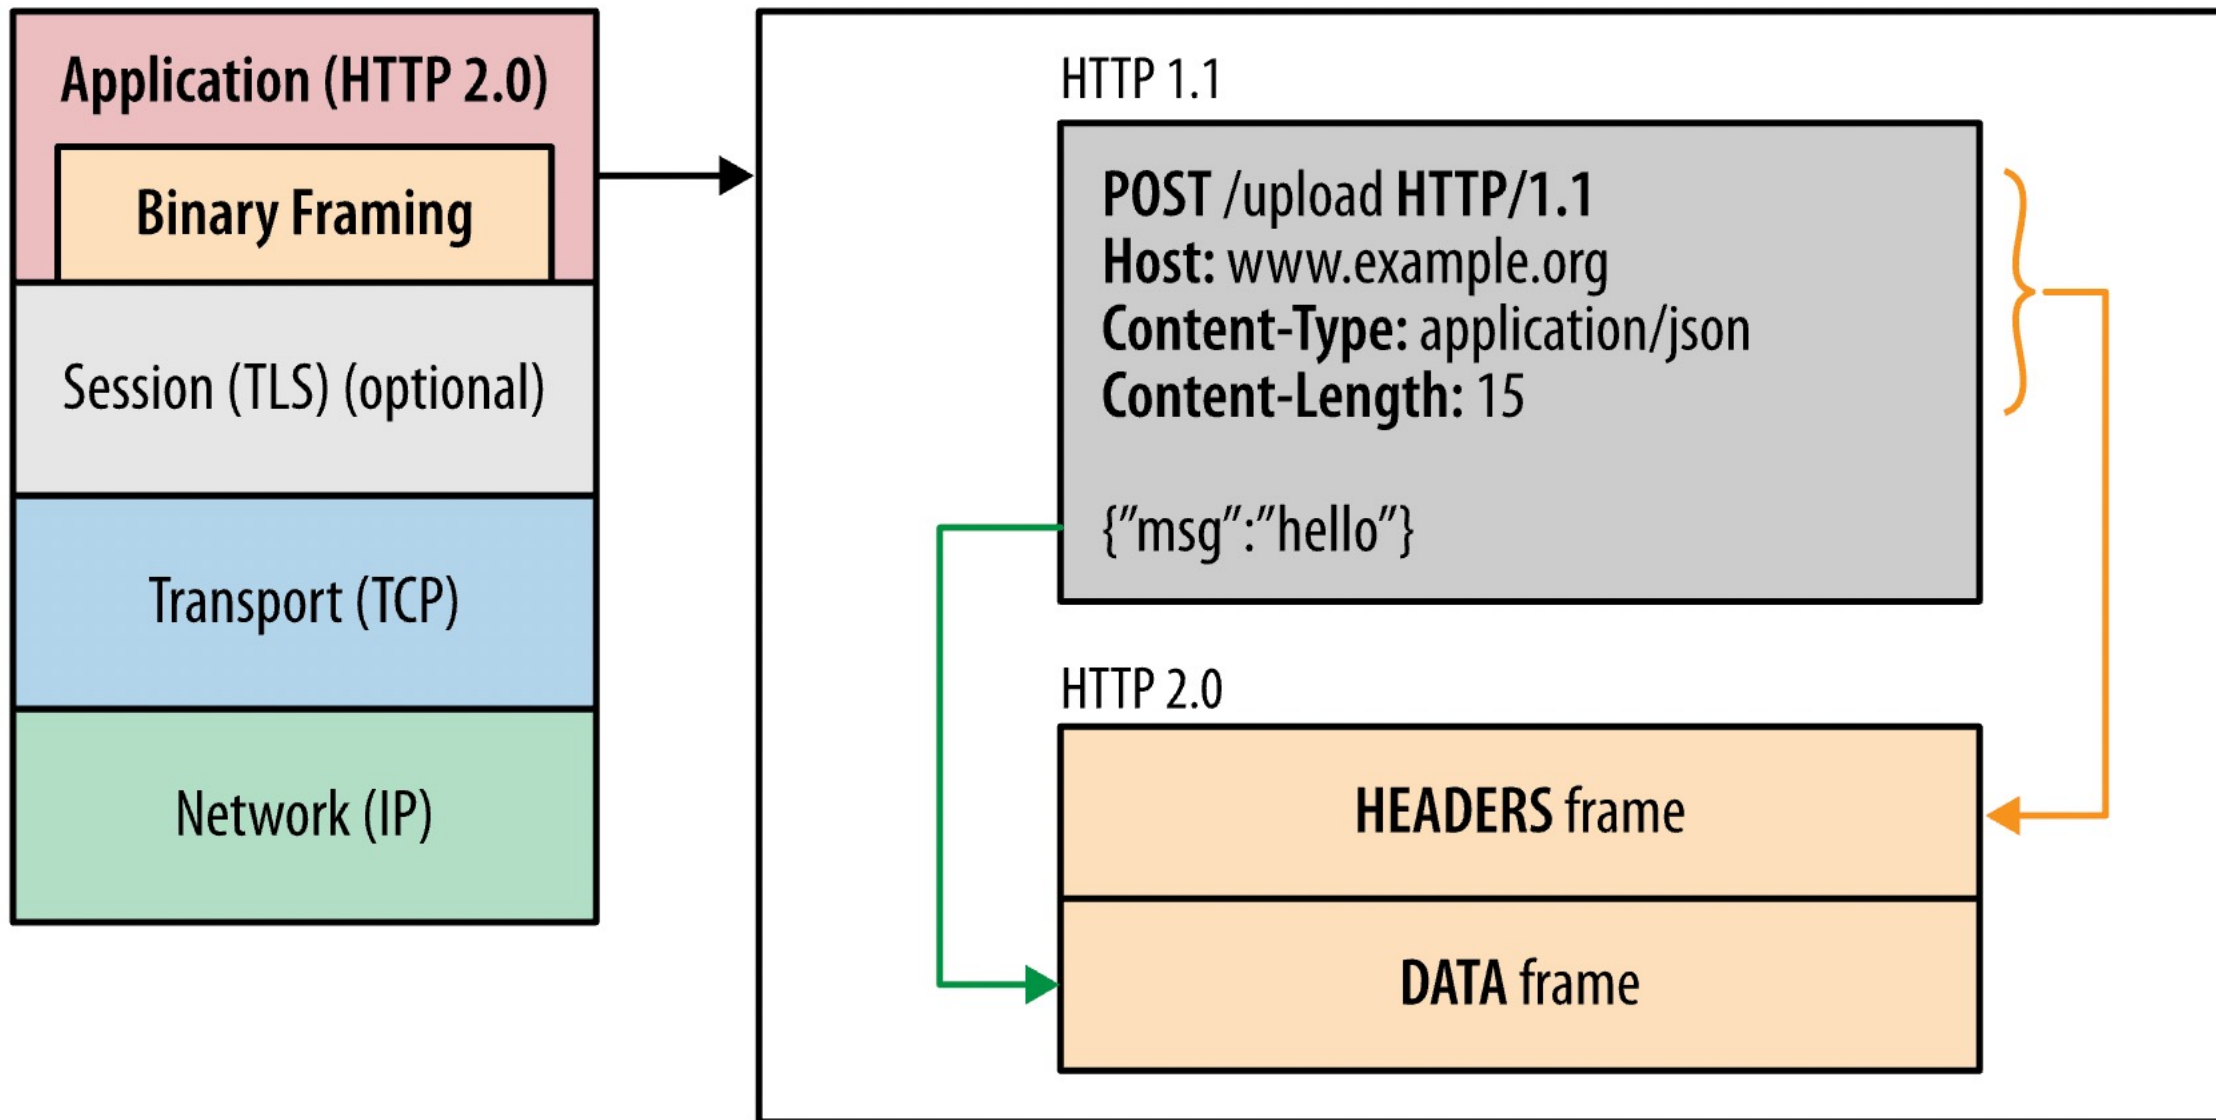 Application (HTTP 2.0)
Binary Framing
Session (TLS) (optional)
Transport (TCP)
Network (IP)
HTTP 1.1
POST /upload HTTP/1.1
Host: www.example.org
Content-Type: application/json
Content-Length: 15
{"msg":"hello"}
HTTP 2.0
HEADERS frame
DATA frame